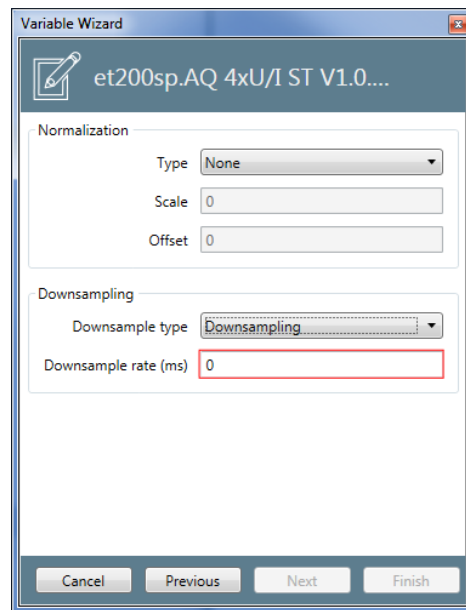 Variable Wizard
et200sp.AQ 4xU/I ST V1.0....
Normalization
Type None
Scale 0
Offset 0
Downsampling
Downsample type Downsampling
Downsample rate (ms) 0
Cancel Previous Next Finish